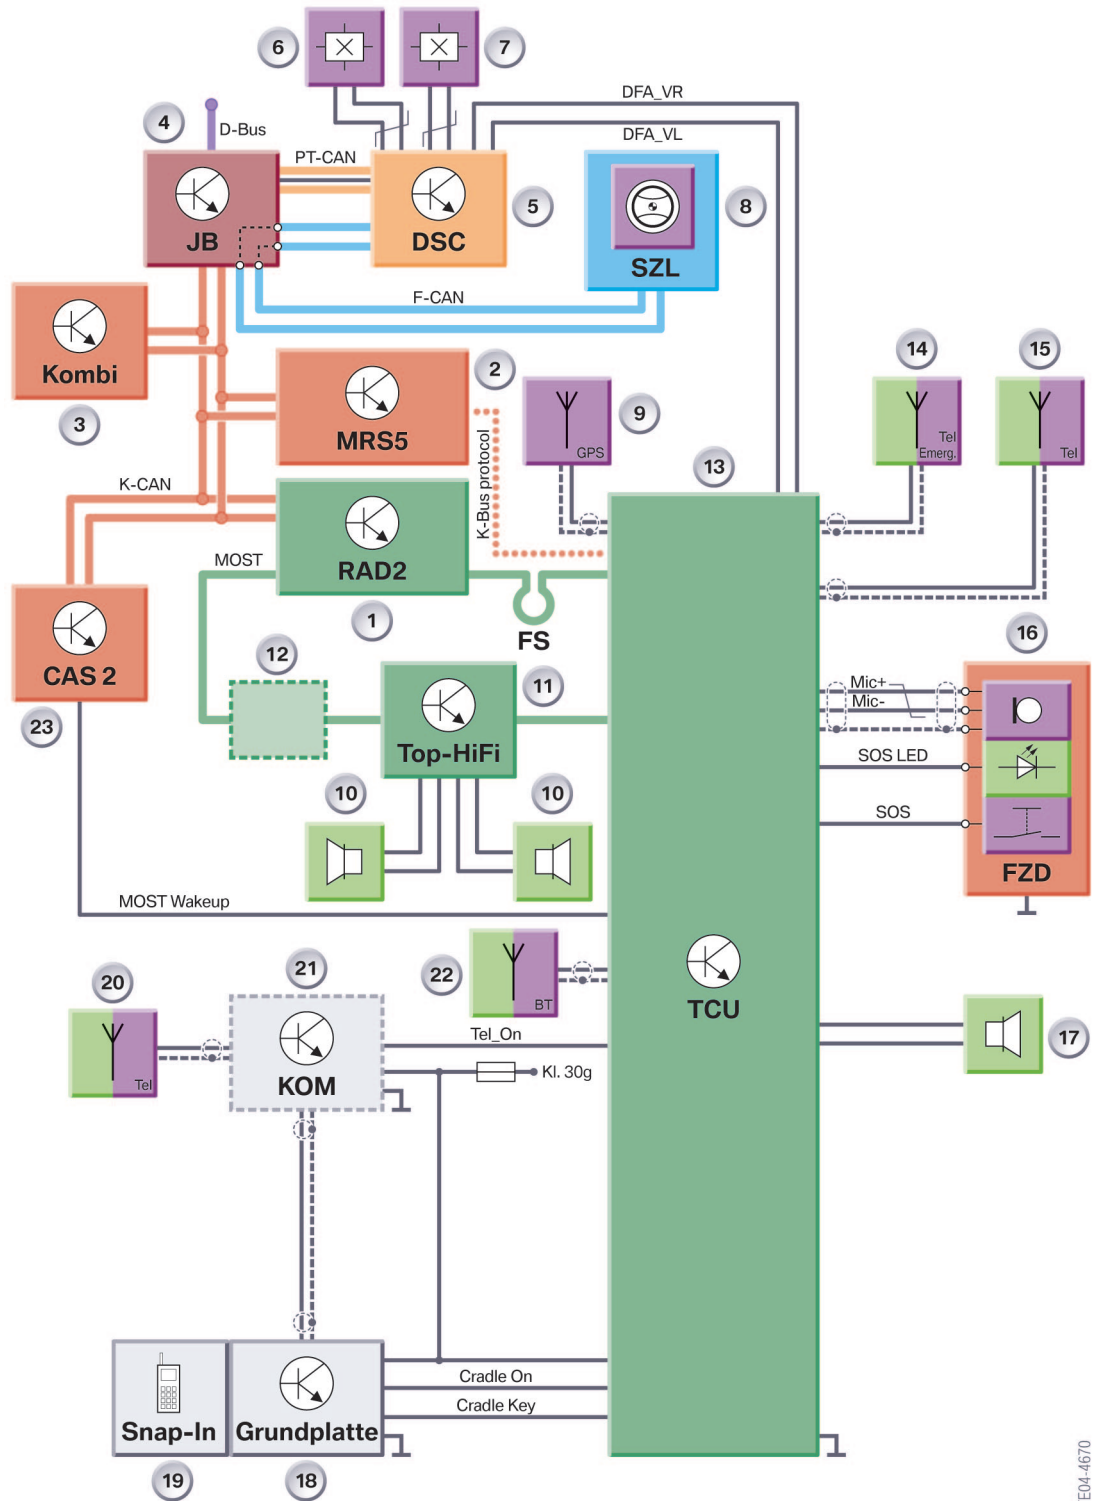 6
7
DFA_VR
4
D-Bus
DFA_VL
PT-CAN
JB
DSC
5
SZL
8
F-CAN
Kombi
3
MRS5
2
GPS
9
14
15
Tel
Emerg.
Tel
13
K-CAN
K-Bus protocol
RAD2
MOST
1
FS
CAS 2
23
12
11
Top-HiFi
16
Mic+
Mic-
SOS LED
SOS
FZD
10
10
MOST Wakeup
TCU
22
BT
20
21
Tel
KOM
Tel_On
Kl. 30g
17
Cradle On
Cradle Key
Snap-In
Grundplatte
19
18
E04-4670